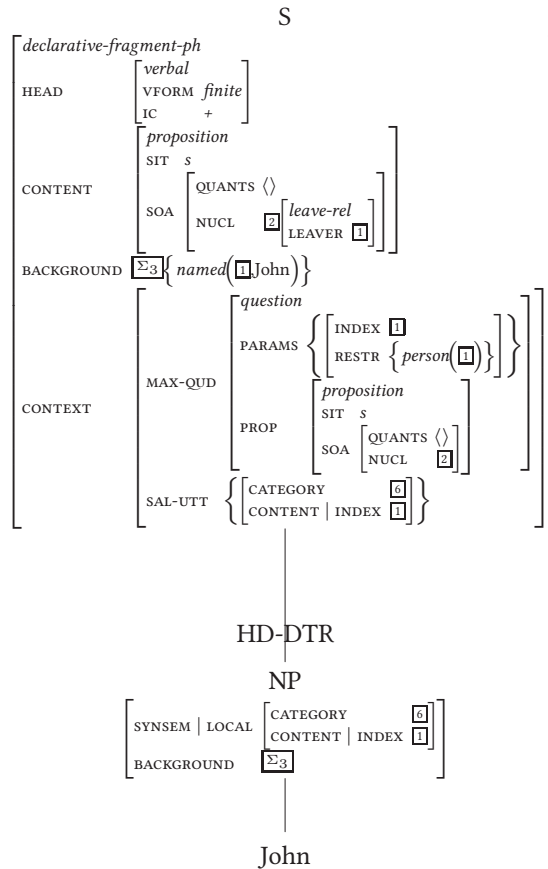 S
declarative-fragment-ph
HEAD verbal
VFORM finite
IC +
CONTENT proposition
SIT s
SOA QUANTS ⟨⟩
NUCL 2 leave-rel
LEAVER 1
BACKGROUND Σ3 { named(1 John) }
CONTEXT MAX-QUD question
PARAMS { INDEX 1
RESTR { person(1) } }
PROP proposition
SIT s
SOA QUANTS ⟨⟩
NUCL 2
SAL-UTT { CATEGORY 6
CONTENT | INDEX 1 }
HD-DTR
NP
SYNSEM | LOCAL CATEGORY 6
CONTENT | INDEX 1
BACKGROUND Σ3
John